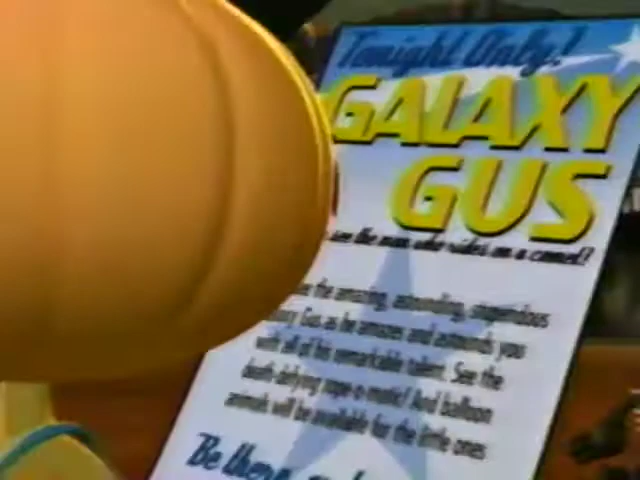 Tonight Only!
GALAXY
GUS
see the man who rides on a comet!
the amazing, astounding, stupendous
Gus as he amazes and astounds you
with all of his remarkable talent. See the
death-defying rope-o-matic! And balloon
animals will be available for the little ones
Be there